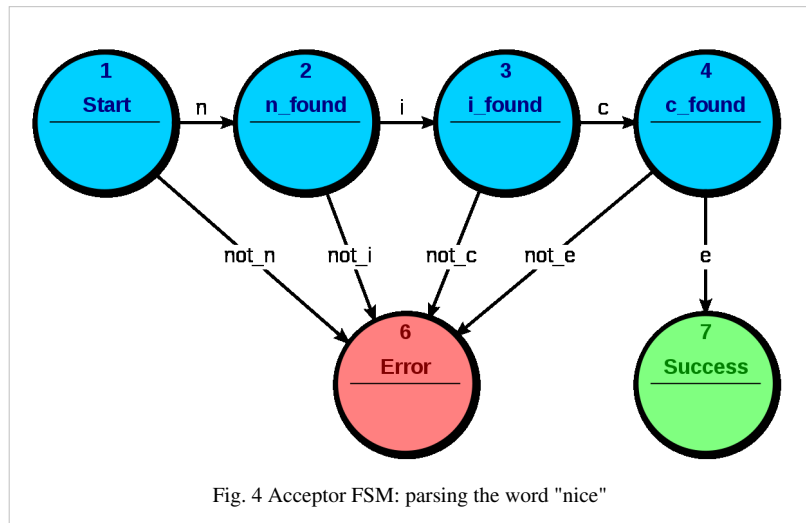 1 2 3 4
Start n n_found i i_found c c_found
not_n not_i not_c not_e e
6 7
Error Success
Fig. 4 Acceptor FSM: parsing the word "nice"